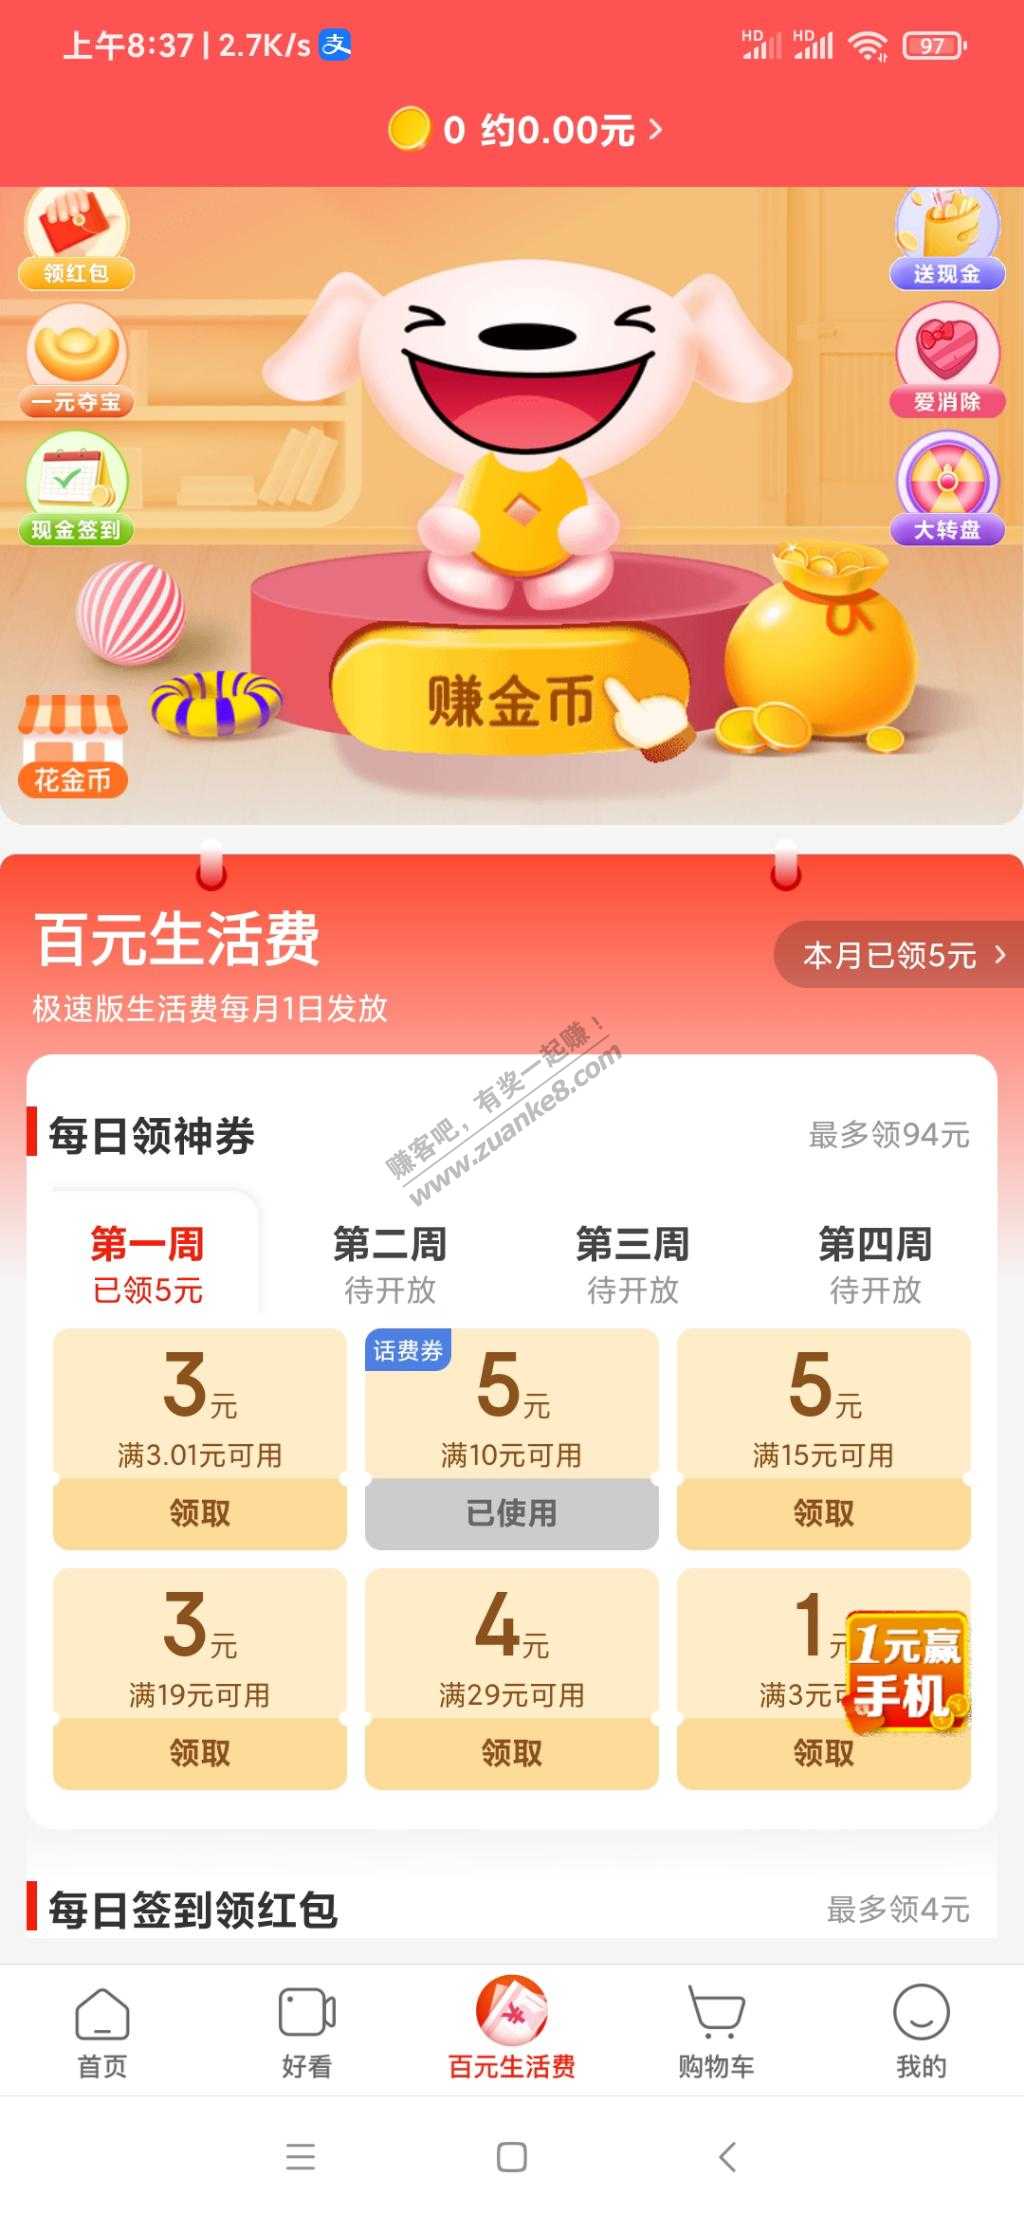 上午8:37 | 2.7K/s 支 HD HD 97
0 约0.00元 >
领红包 送现金
一元夺宝 爱消除
现金签到 大转盘
赚金币
花金币
百元生活费
本月已领5元 >
极速版生活费每月1日发放
赚客吧，有奖一起赚！
www.zuanke8.com
每日领神券 最多领94元
第一周 第二周 第三周 第四周
已领5元 待开放 待开放 待开放
3元 话费券 5元 5元
满3.01元可用 满10元可用 满15元可用
领取 已使用 领取
3元 4元 1元
满19元可用 满29元可用 满3元可
1元赢
手机
领取 领取 领取
每日签到领红包 最多领4元
首页 好看 百元生活费 购物车 我的